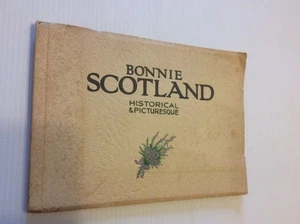 BONNIE
SCOTLAND
HISTORICAL
& PICTURESQUE